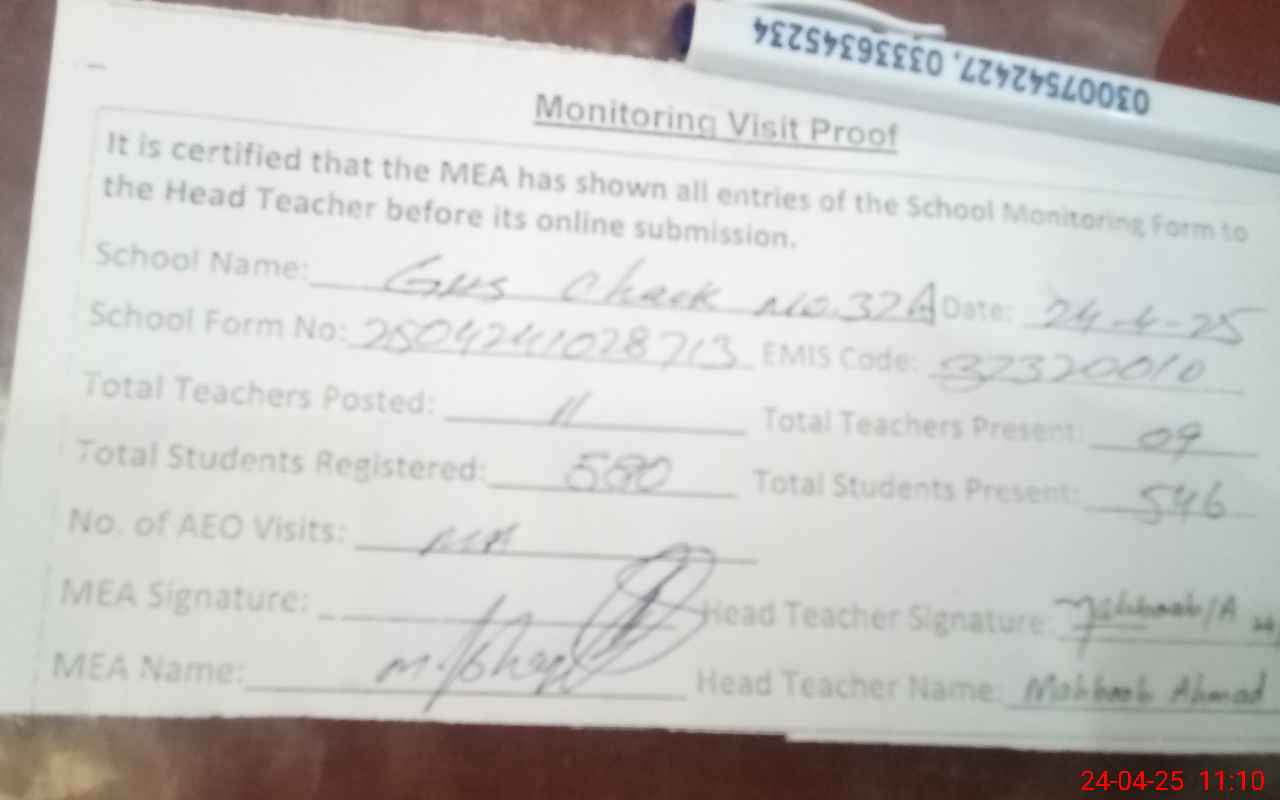 03007542427, 03336345234
Monitoring Visit Proof
It is certified that the MEA has shown all entries of the School Monitoring Form to
the Head Teacher before its online submission.
School Name: GHS Chack No. 32 A Date: 24-4-25
School Form No: 2504241028713 EMIS Code: 37320010
Total Teachers Posted: 11 Total Teachers Present: 09
Total Students Registered: 580 Total Students Present: 546
No. of AEO Visits: NA
MEA Signature: Head Teacher Signature:
MEA Name: Head Teacher Name: Mahboob Ahmad
24-04-25 11:10